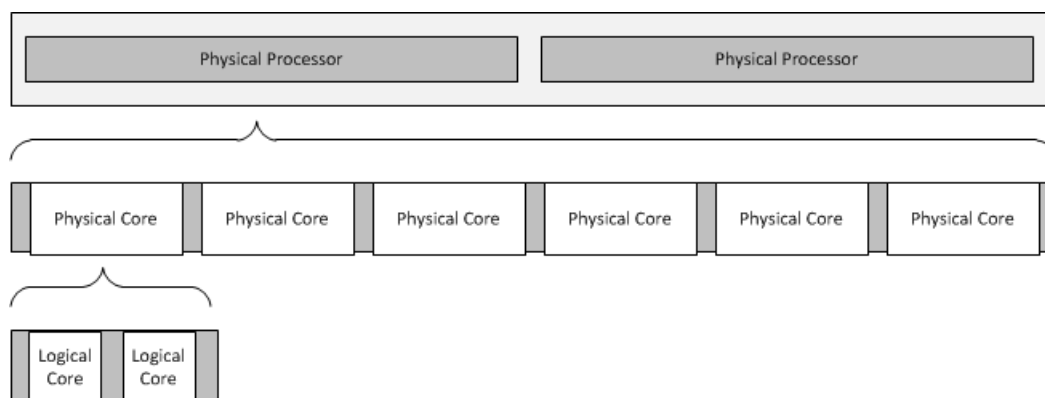 Physical Processor Physical Processor
Physical Core Physical Core Physical Core Physical Core Physical Core Physical Core
Logical Logical
Core Core